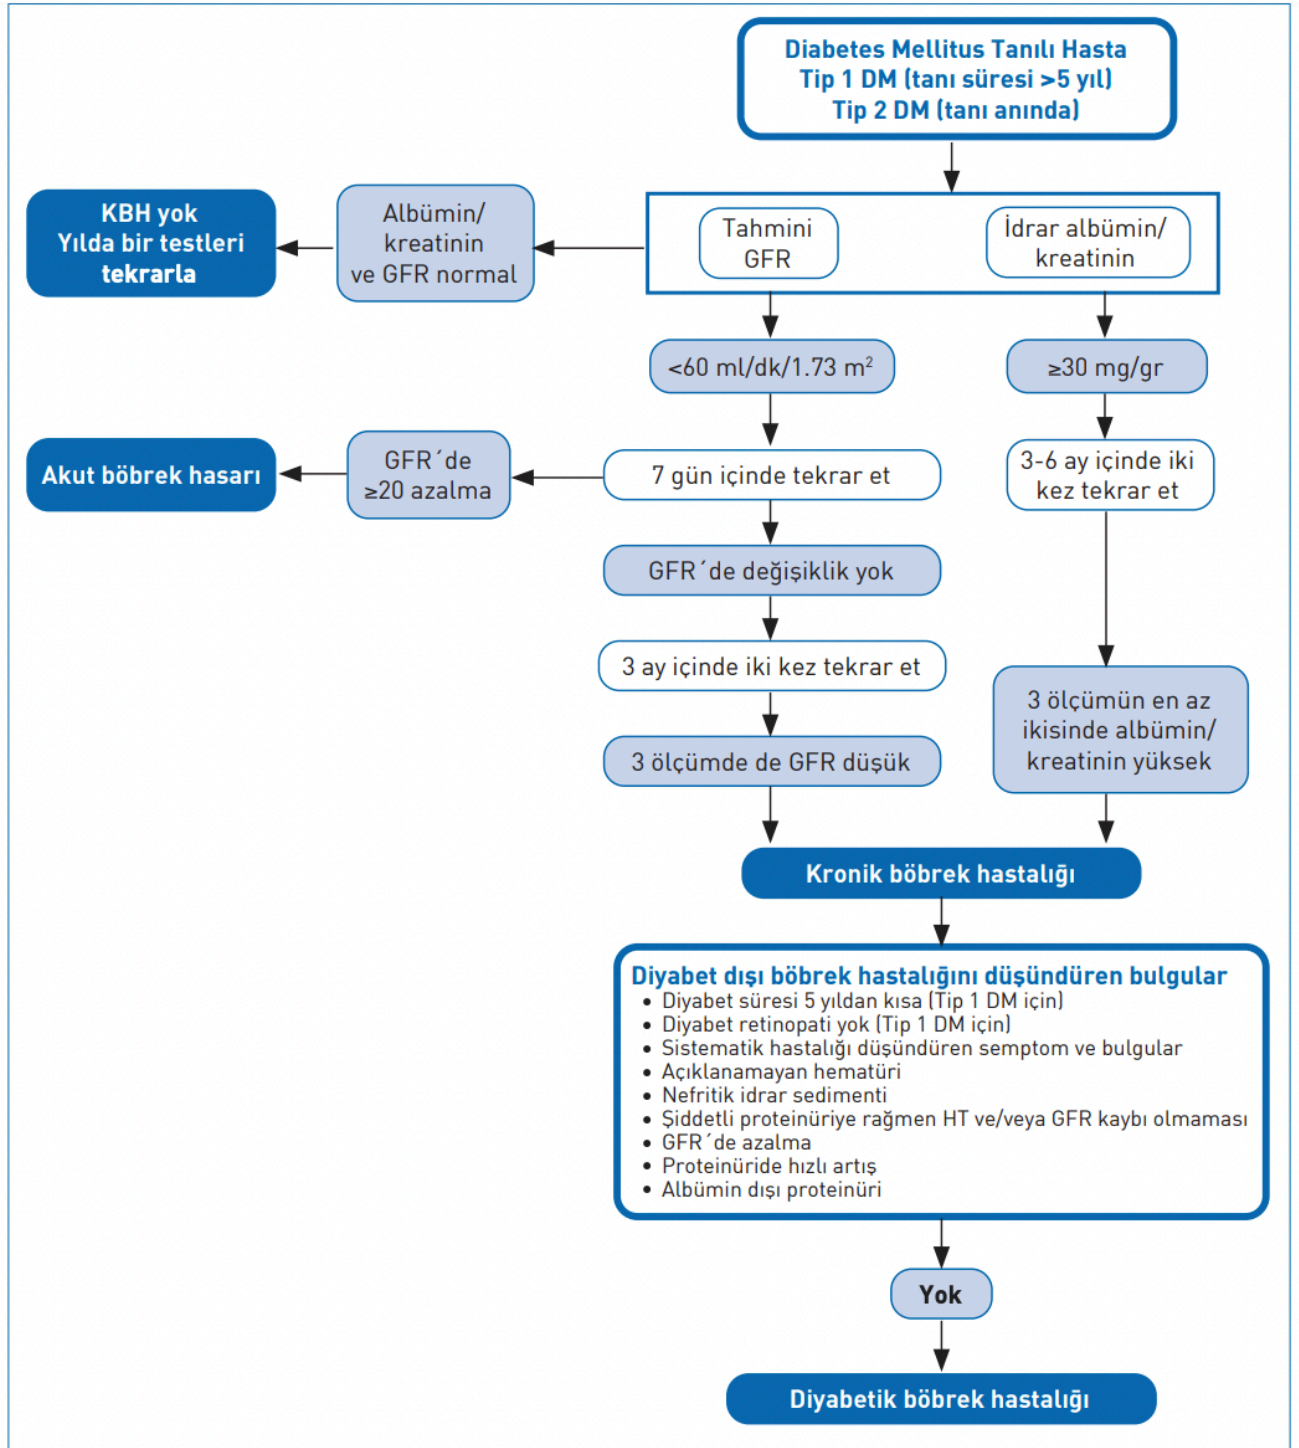 Diabetes Mellitus Tanılı Hasta
Tip 1 DM (tanı süresi >5 yıl)
Tip 2 DM (tanı anında)
KBH yok
Yılda bir testleri
tekrarla
Albümin/
kreatinin
ve GFR normal
Tahmini
GFR
İdrar albümin/
kreatinin
<60 ml/dk/1.73 m²
≥30 mg/gr
Akut böbrek hasarı
GFR´de
≥20 azalma
7 gün içinde tekrar et
3-6 ay içinde iki
kez tekrar et
GFR´de değişiklik yok
3 ay içinde iki kez tekrar et
3 ölçümde de GFR düşük
3 ölçümün en az
ikisinde albümin/
kreatinin yüksek
Kronik böbrek hastalığı
Diyabet dışı böbrek hastalığını düşündüren bulgular
• Diyabet süresi 5 yıldan kısa (Tip 1 DM için)
• Diyabet retinopati yok (Tip 1 DM için)
• Sistematik hastalığı düşündüren semptom ve bulgular
• Açıklanamayan hematüri
• Nefritik idrar sedimenti
• Şiddetli proteinüriye rağmen HT ve/veya GFR kaybı olmaması
• GFR´de azalma
• Proteinüride hızlı artış
• Albümin dışı proteinüri
Yok
Diyabetik böbrek hastalığı